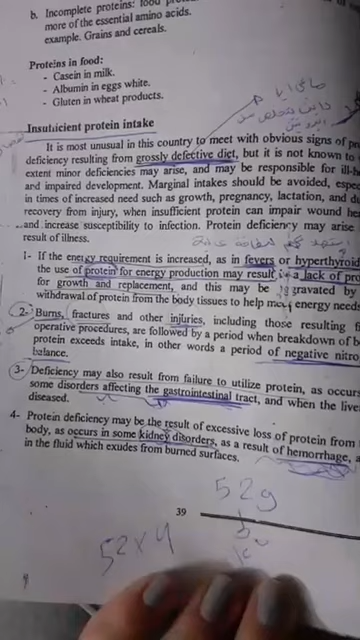 b. Incomplete proteins: food
more of the essential amino acids.
example. Grains and cereals.
Proteins in food:
- Casein in milk.
- Albumin in eggs white.
- Gluten in wheat products.
Insufficient protein intake
It is most unusual in this country to meet with obvious signs of
deficiency resulting from grossly defective diet, but it is not known to
extent minor deficiencies may arise, and may be responsible for ill-
and impaired development. Marginal intakes should be avoided,
in times of increased need such as growth, pregnancy, lactation, and
recovery from injury, when insufficient protein can impair wound
and increase susceptibility to infection. Protein deficiency may arise
result of illness.
1- If the energy requirement is increased, as in fevers or
the use of protein for energy production may result a lack of
for growth and replacement, and this may be by
withdrawal of protein from the body tissues to help energy
2- Burns, fractures and other injuries, including those resulting
operative procedures, are followed by a period when breakdown of
protein exceeds intake, in other words a period of negative
balance.
3- Deficiency may also result from failure to utilize protein, as
some disorders affecting the gastrointestinal tract, and when the
diseased.
4- Protein deficiency may be the result of excessive loss of protein from
body, as occurs in some kidney disorders, as a result of hemorrhage,
in the fluid which exudes from burned surfaces.
52g
39
52x4